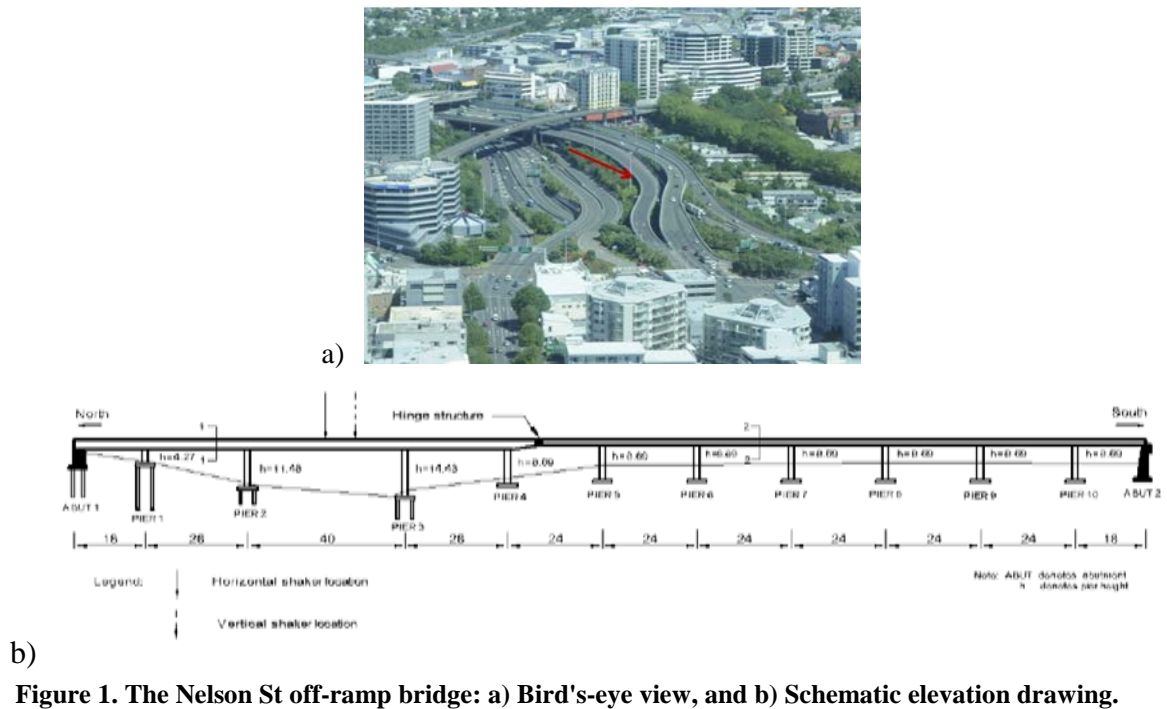 a)
North
Hinge structure
South
1
2
1
2
h=4.27
h=11.48
h=14.43
ABUT 1
PIER 1
PIER 2
PIER 3
PIER 4
PIER 5
PIER 6
PIER 7
PIER 8
PIER 9
PIER 10
ABUT 2
40
24
24
24
24
24
24
18
Legend:
Horizontal shaker location
Vertical shaker location
Note: ABUT denotes abutment
h denotes pier height
b)
Figure 1. The Nelson St off-ramp bridge: a) Bird's-eye view, and b) Schematic elevation drawing.